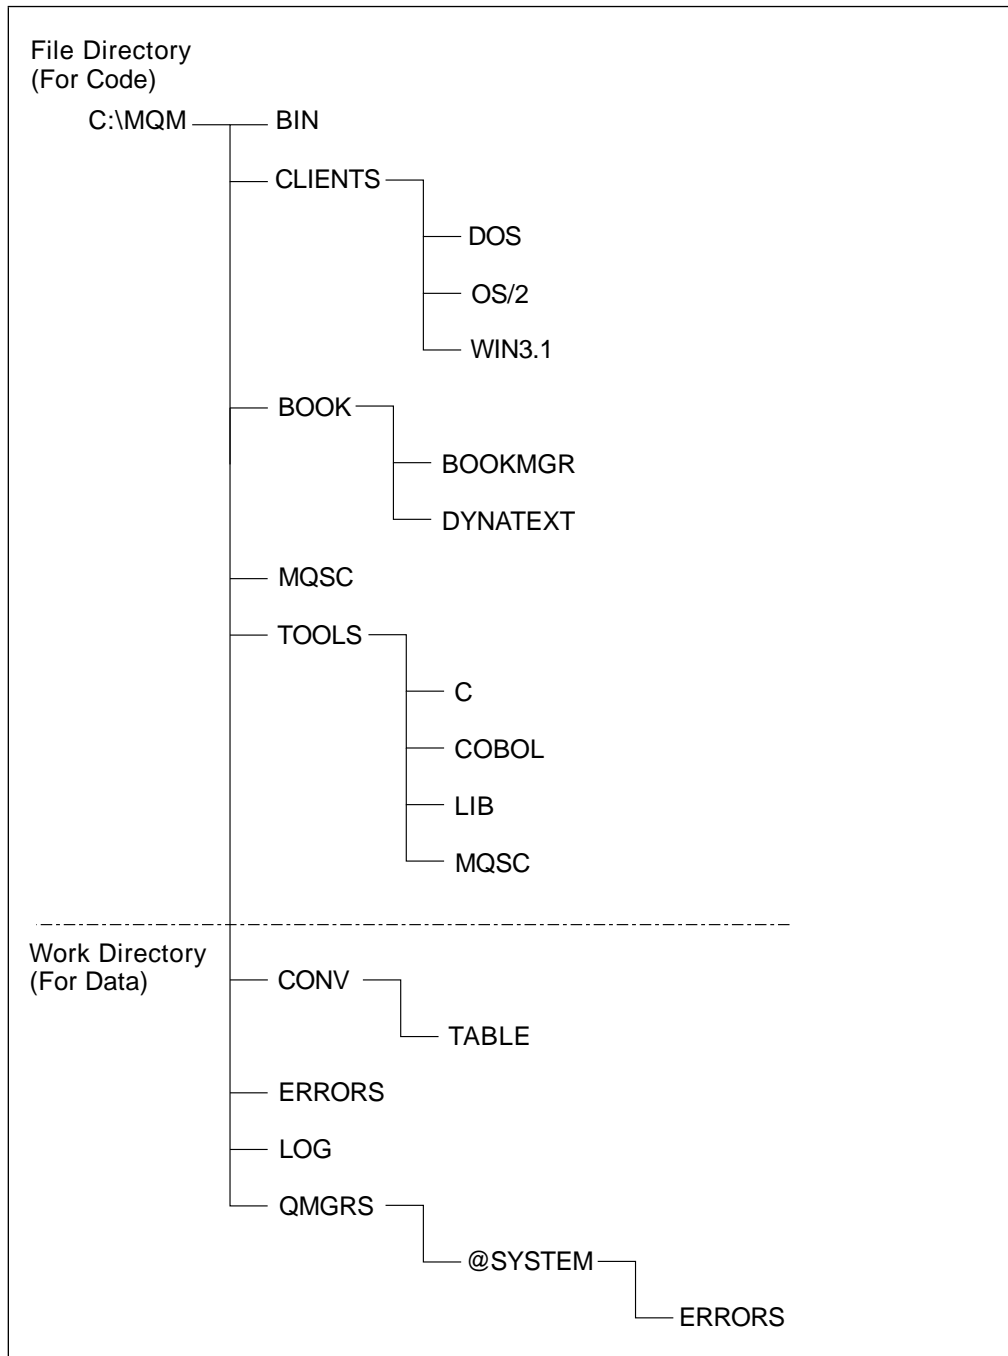 File Directory
(For Code)
C:\MQM
BIN
CLIENTS
DOS
OS/2
WIN3.1
BOOK
BOOKMGR
DYNATEXT
MQSC
TOOLS
C
COBOL
LIB
MQSC
Work Directory
(For Data)
CONV
TABLE
ERRORS
LOG
QMGRS
@SYSTEM
ERRORS